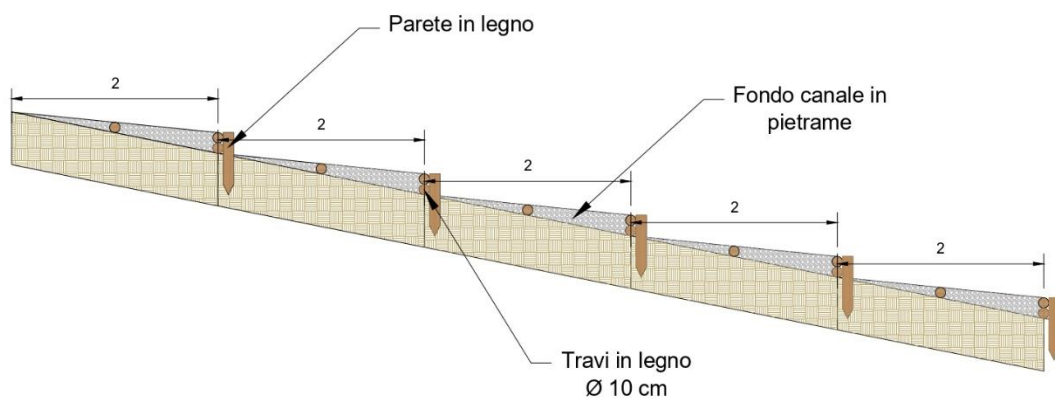 Parete in legno
2
Fondo canale in
pietrame
2
2
2
2
Travi in legno
Ø 10 cm